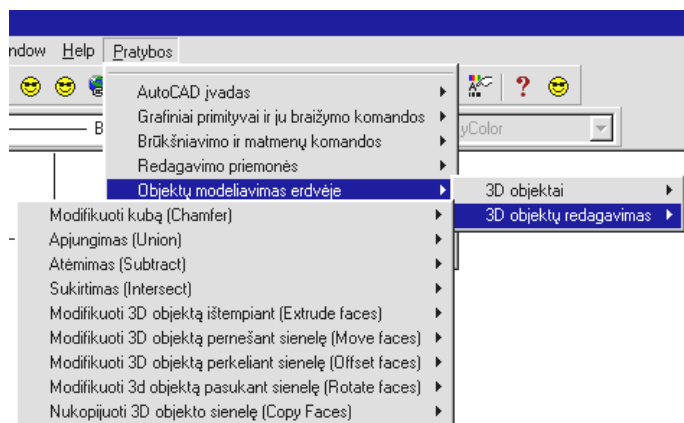 ndow Help Pratybos
AutoCAD įvadas
Grafiniai primityvai ir ju braižymo komandos
B
yColor
Brūkšniavimo ir matmenų komandos
Redagavimo priemonės
Objektų modeliavimas erdvėje
3D objektai
3D objektų redagavimas
Modifikuoti kubą (Chamfer)
Apjungimas (Union)
Atėmimas (Subtract)
Sukirtimas (Intersect)
Modifikuoti 3D objektą ištempiant (Extrude faces)
Modifikuoti 3D objektą pernešant sienelę (Move faces)
Modifikuoti 3D objektą perkeliant sienelę (Offset faces)
Modifikuoti 3d objektą pasukant sienelę (Rotate faces)
Nukopijuoti 3D objekto sienelę (Copy Faces)